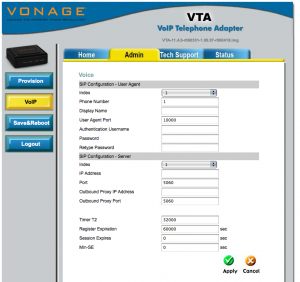 VONAGE
VTA
VoIP Telephone Adapter
Home
Admin
Tech Support
Status
Provision
VoIP
Save&Reboot
Logout
Voice
SIP Configuration - User Agent
Index 1
Phone Number 1
Display Name
User Agent Port 10000
Authentication Username
Password
Retype Password
SIP Configuration - Server
Index 1
IP Address
Port 5060
Outbound Proxy IP Address
Outbound Proxy Port 5060
Timer T2 32000
Register Expiration 60000 sec
Session Expires 0 sec
Min-SE 0 sec
Apply Cancel